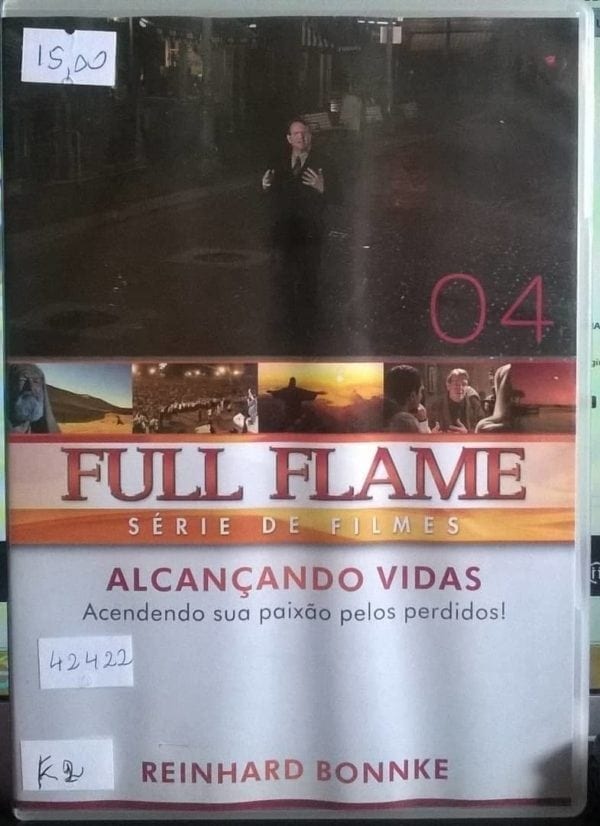 15,00
04
FULL FLAME
SÉRIE DE FILMES
ALCANÇANDO VIDAS
Acendendo sua paixão pelos perdidos!
42422
K2
REINHARD BONNKE